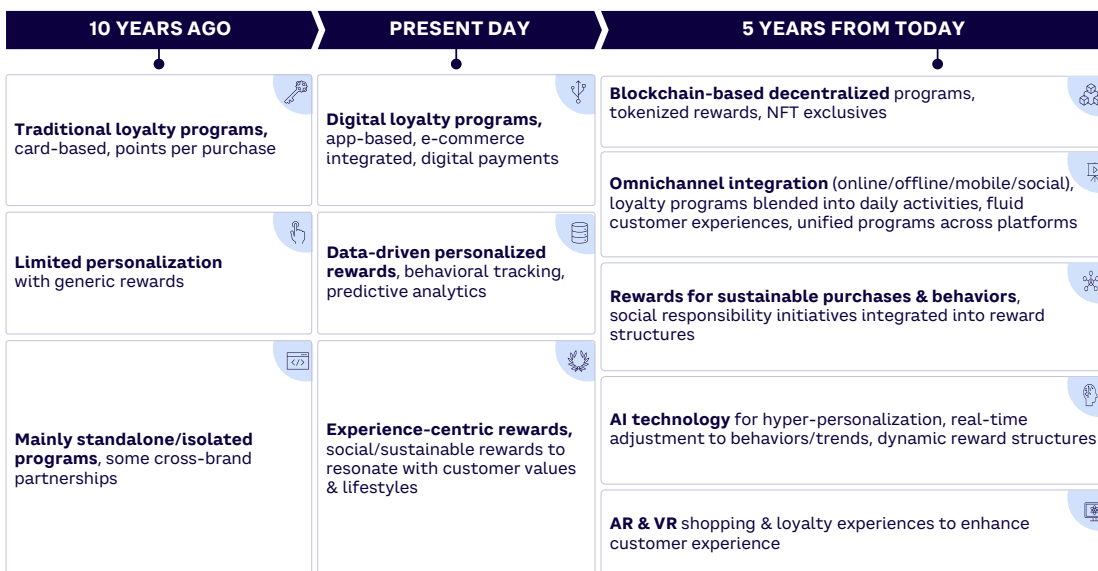 10 YEARS AGO
PRESENT DAY
5 YEARS FROM TODAY
Traditional loyalty programs,
card-based, points per purchase
Limited personalization
with generic rewards
</>
Mainly standalone/isolated
programs, some cross-brand
partnerships
Digital loyalty programs,
app-based, e-commerce
integrated, digital payments
Data-driven personalized
rewards, behavioral tracking,
predictive analytics
Experience-centric rewards,
social/sustainable rewards to
resonate with customer values
& lifestyles
Blockchain-based decentralized programs,
tokenized rewards, NFT exclusives
Omnichannel integration (online/offline/mobile/social),
loyalty programs blended into daily activities, fluid
customer experiences, unified programs across platforms
Rewards for sustainable purchases & behaviors,
social responsibility initiatives integrated into reward
structures
AI technology for hyper-personalization, real-time
adjustment to behaviors/trends, dynamic reward structures
AR & VR shopping & loyalty experiences to enhance
customer experience